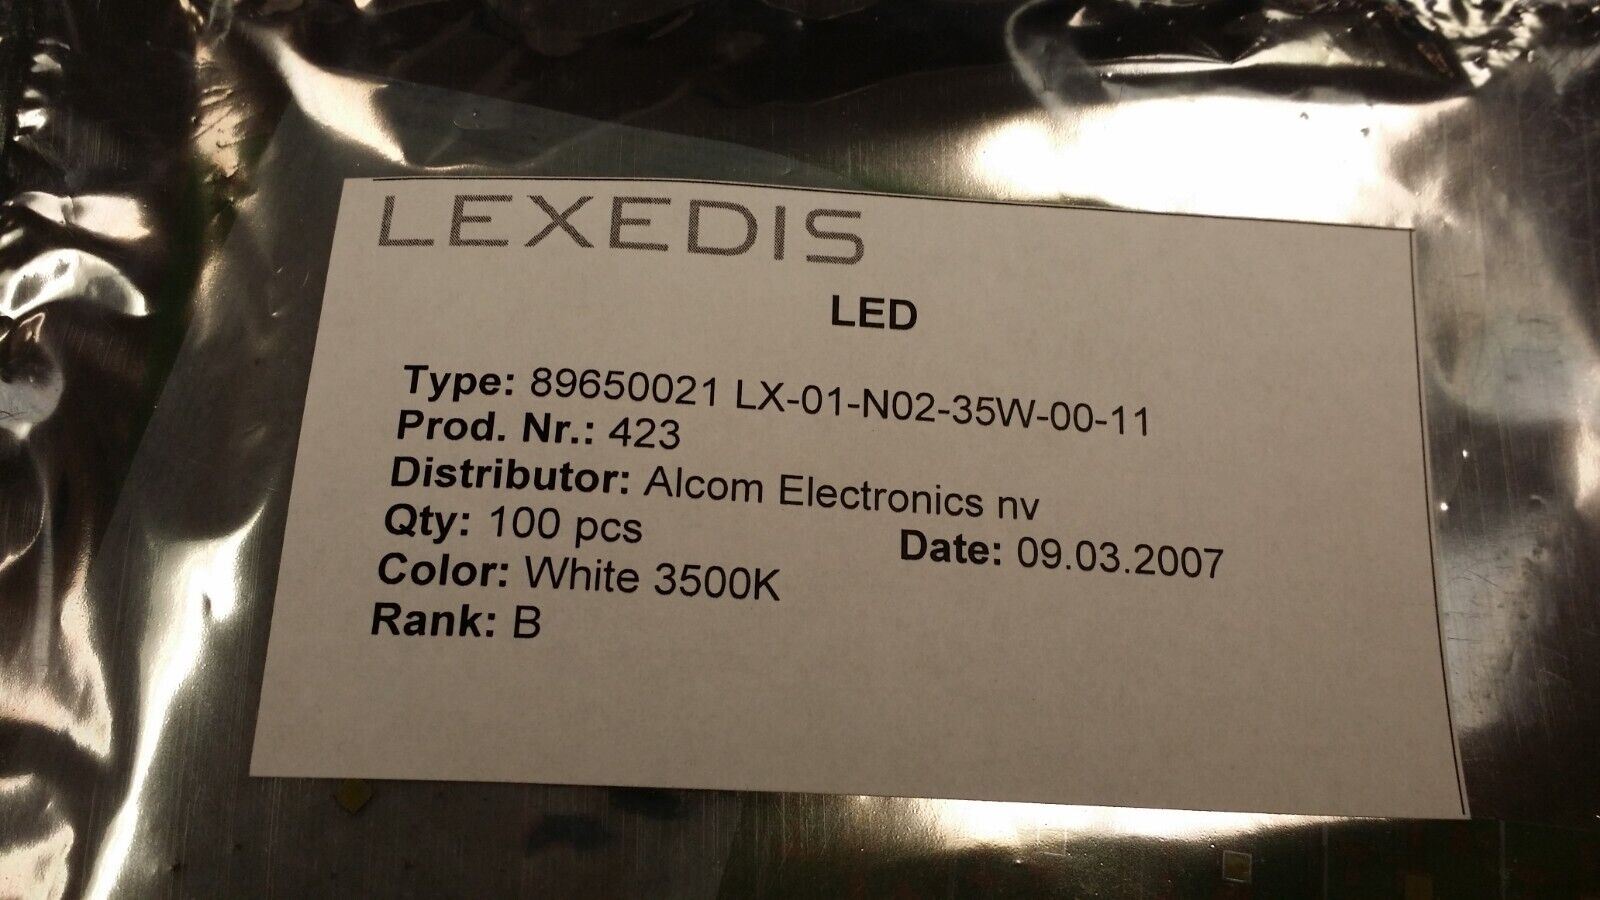 LEXEDIS
LED
Type: 89650021 LX-01-N02-35W-00-11
Prod. Nr.: 423
Distributor: Alcom Electronics nv
Qty: 100 pcs Date: 09.03.2007
Color: White 3500K
Rank: B